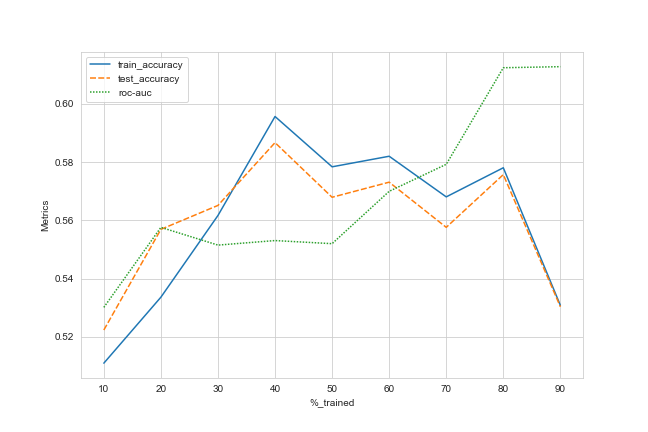 train_accuracy
test_accuracy
roc-auc
0.60
0.58
0.56
0.54
0.52
Metrics
10 20 30 40 50 60 70 80 90
%_trained